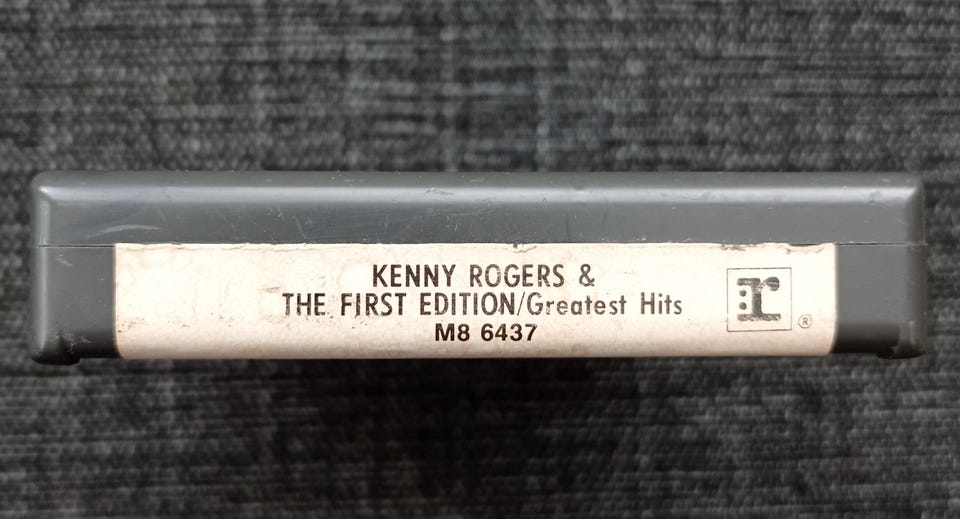 KENNY ROGERS &
THE FIRST EDITION/Greatest Hits
M8 6437
r
®